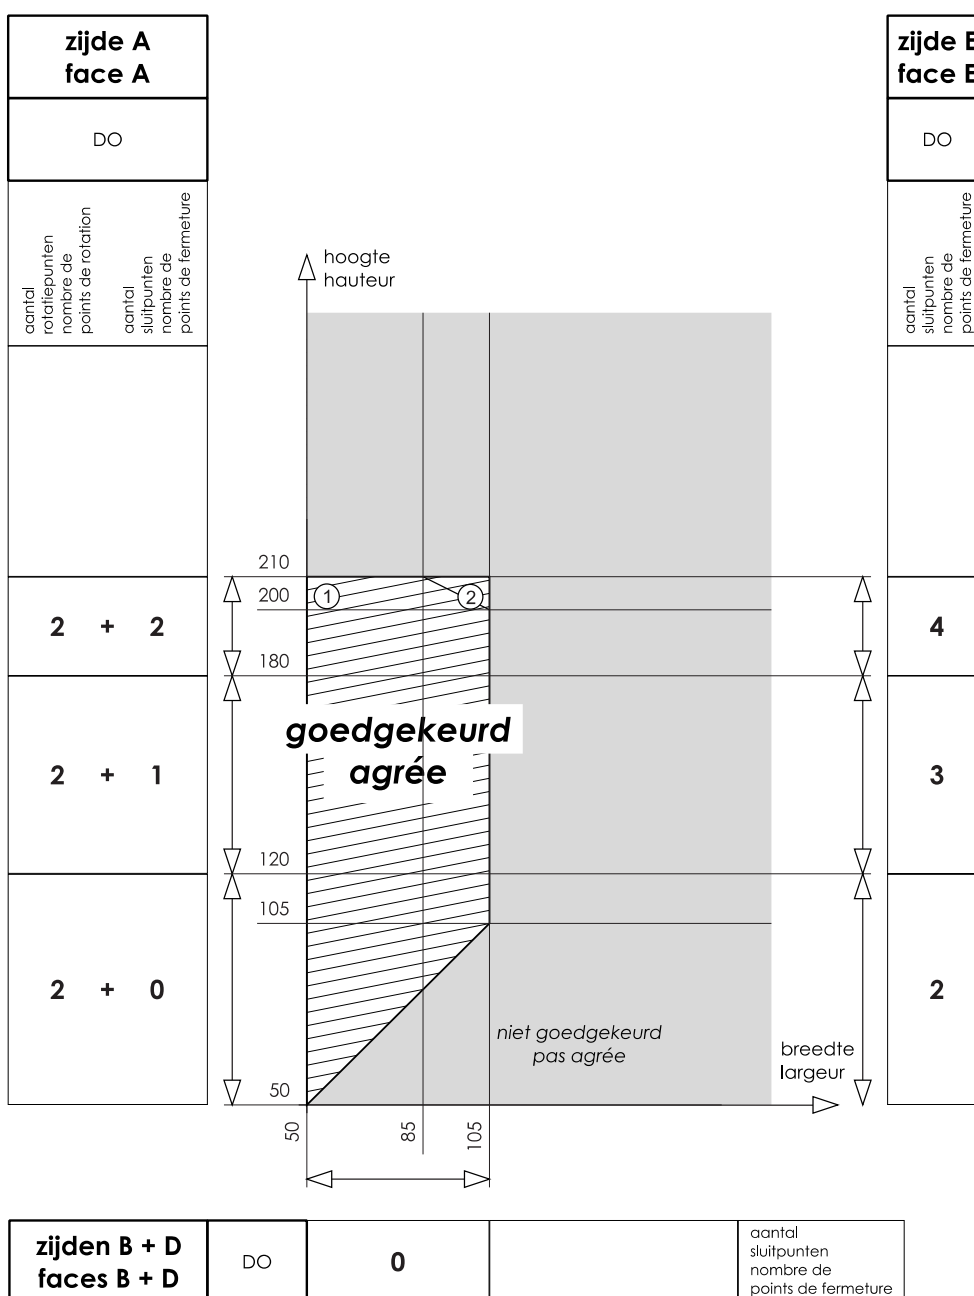 zijde A
face A
DO
aantal
rotatiepunten
nombre de
points de rotation
aantal
sluitpunten
nombre de
points de fermeture
zijde
face
DO
aantal
sluitpunten
nombre de
points de fermeture
hoogte
hauteur
210
200
180
120
105
50
1
2
2 + 2
4
goedgekeurd
agrée
2 + 1
3
2 + 0
2
niet goedgekeurd
pas agrée
breedte
largeur
50
85
105
zijden B + D
faces B + D
DO
0
aantal
sluitpunten
nombre de
points de fermeture